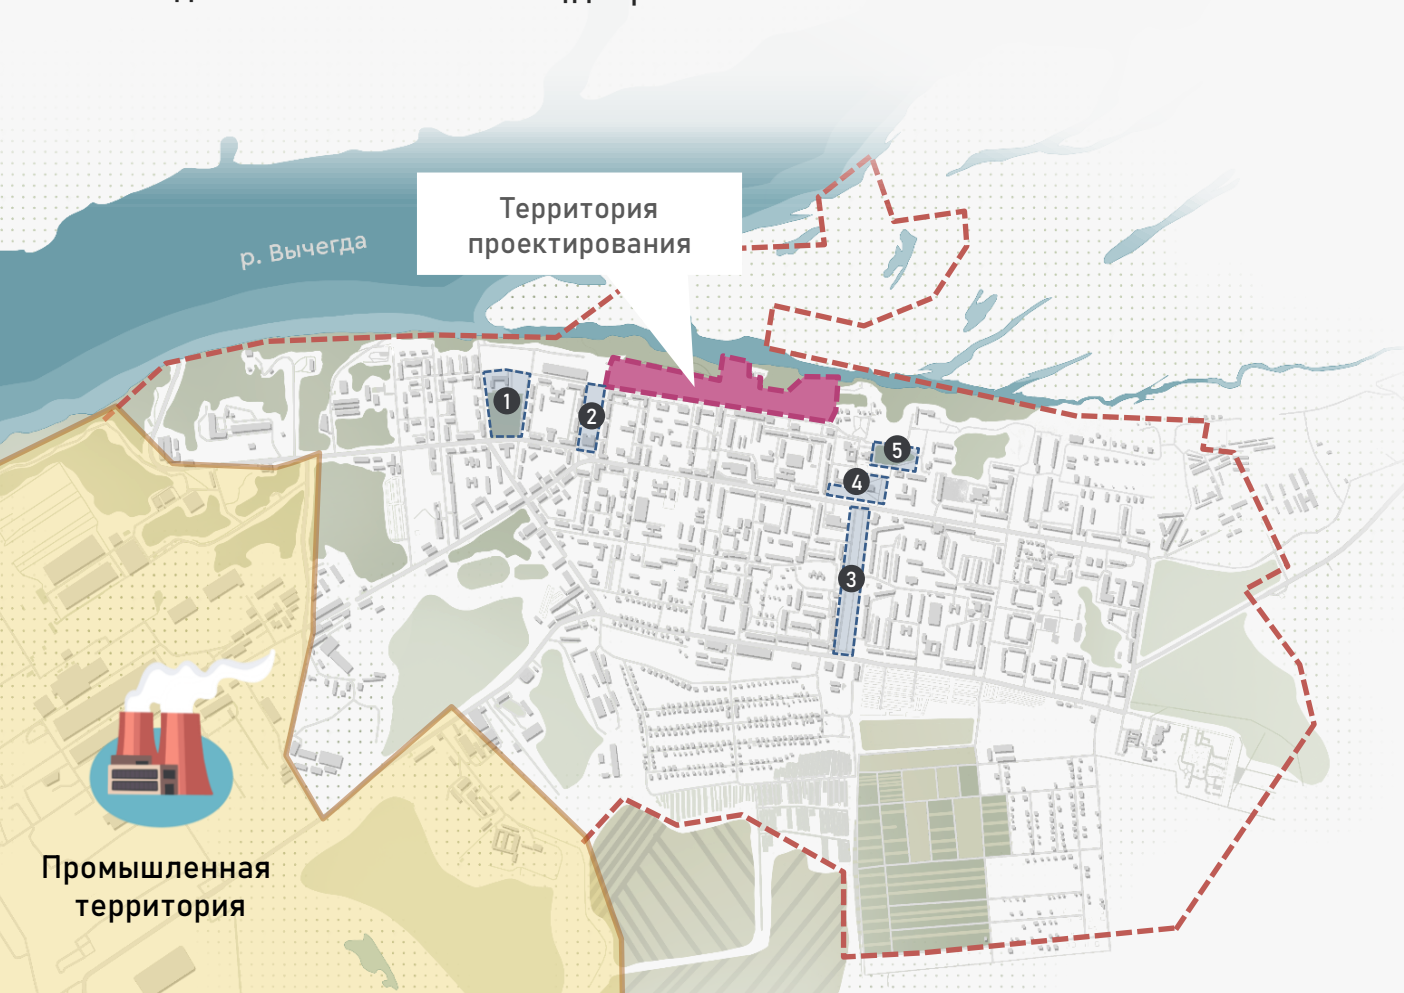 Территория
проектирования
р. Вычегда
1
2
5
4
3
Промышленная
территория